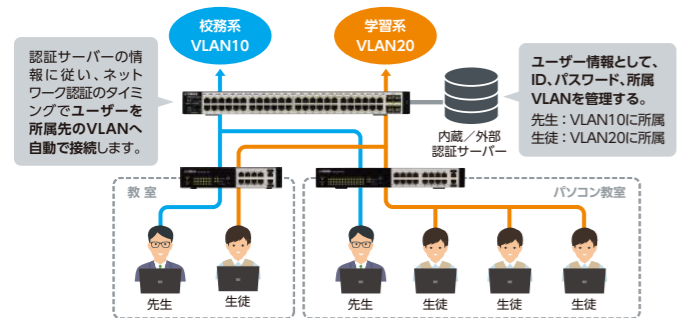 校務系
VLAN10
学習系
VLAN20
認証サーバーの情
報に従い、ネット
ワーク認証のタイミ
ングでユーザーを
所属先のVLANへ
自動で接続します。
ユーザー情報として、
ID、パスワード、所属
VLANを管理する。
先生：VLAN10に所属
生徒：VLAN20に所属
内蔵／外部
認証サーバー
教室
パソコン教室
先生
生徒
先生
生徒
生徒
生徒